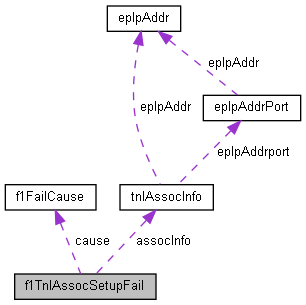 epIpAddr
epIpAddr
epIpAddrPort
epIpAddr
epIpAddrport
f1FailCause
tnlAssocInfo
cause
assocInfo
f1TnlAssocSetupFail